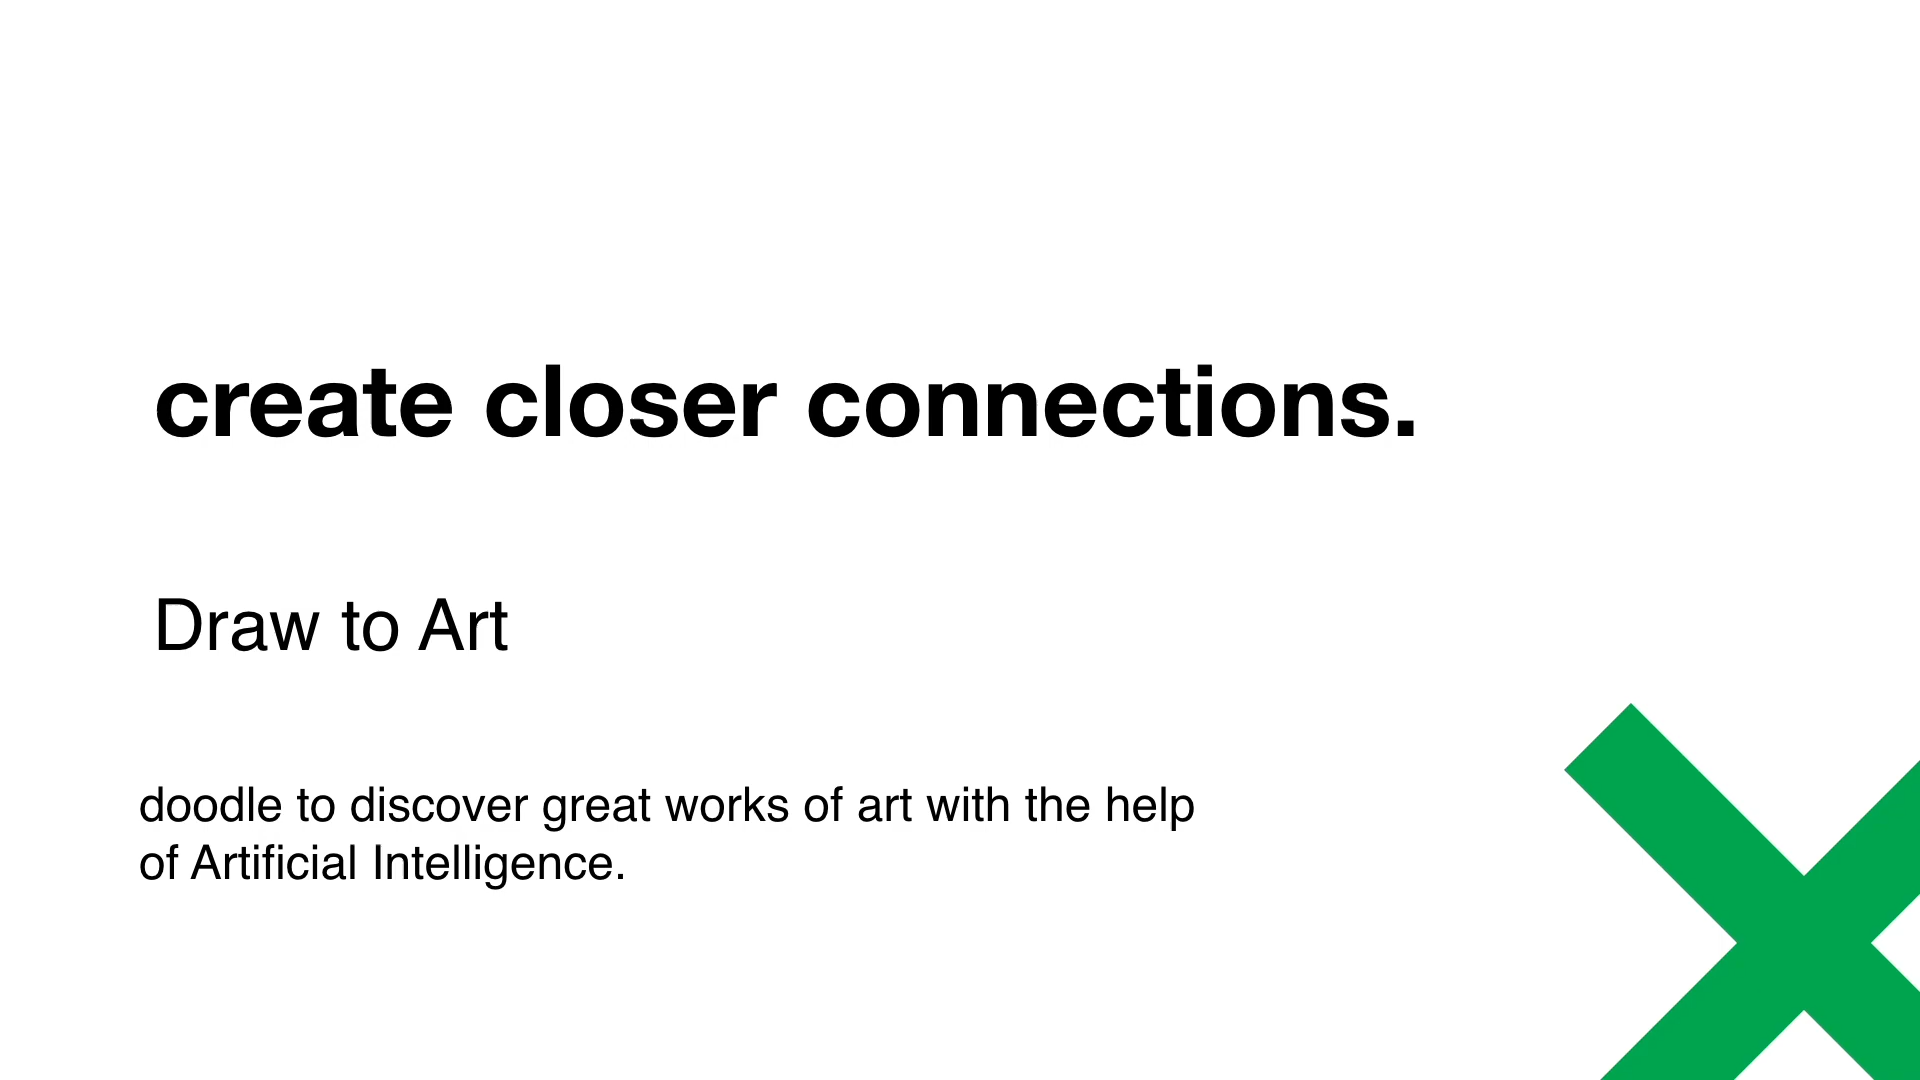 create closer connections.
Draw to Art
doodle to discover great works of art with the help
of Artificial Intelligence.